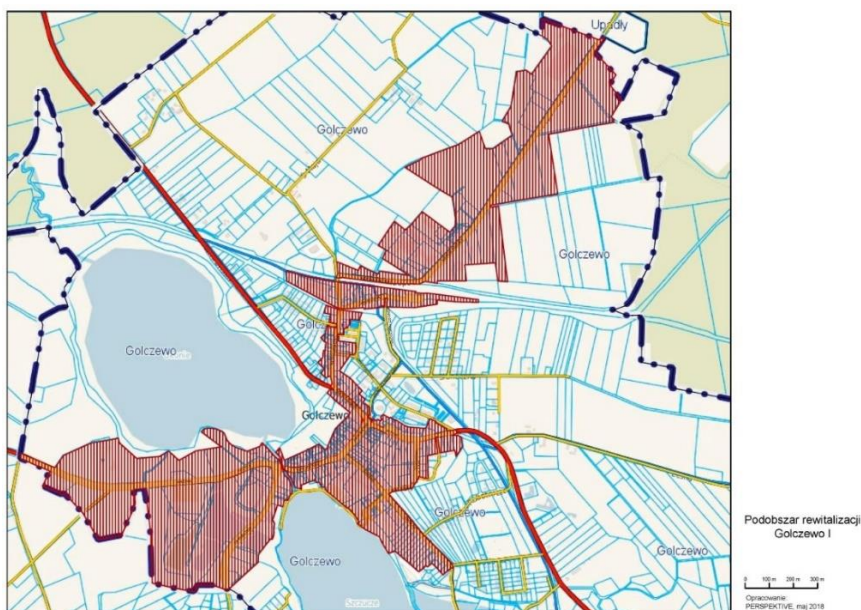 Upadły
Golczewo
Golczewo
Golczewo
Golczewo
Golczewo
Golczewo
Golczewo
Szczucze
Podobszar rewitalizacji
Golczewo I
0 100 m 200 m 300 m
Opracowanie:
PERSPEKTIVE, maj 2018